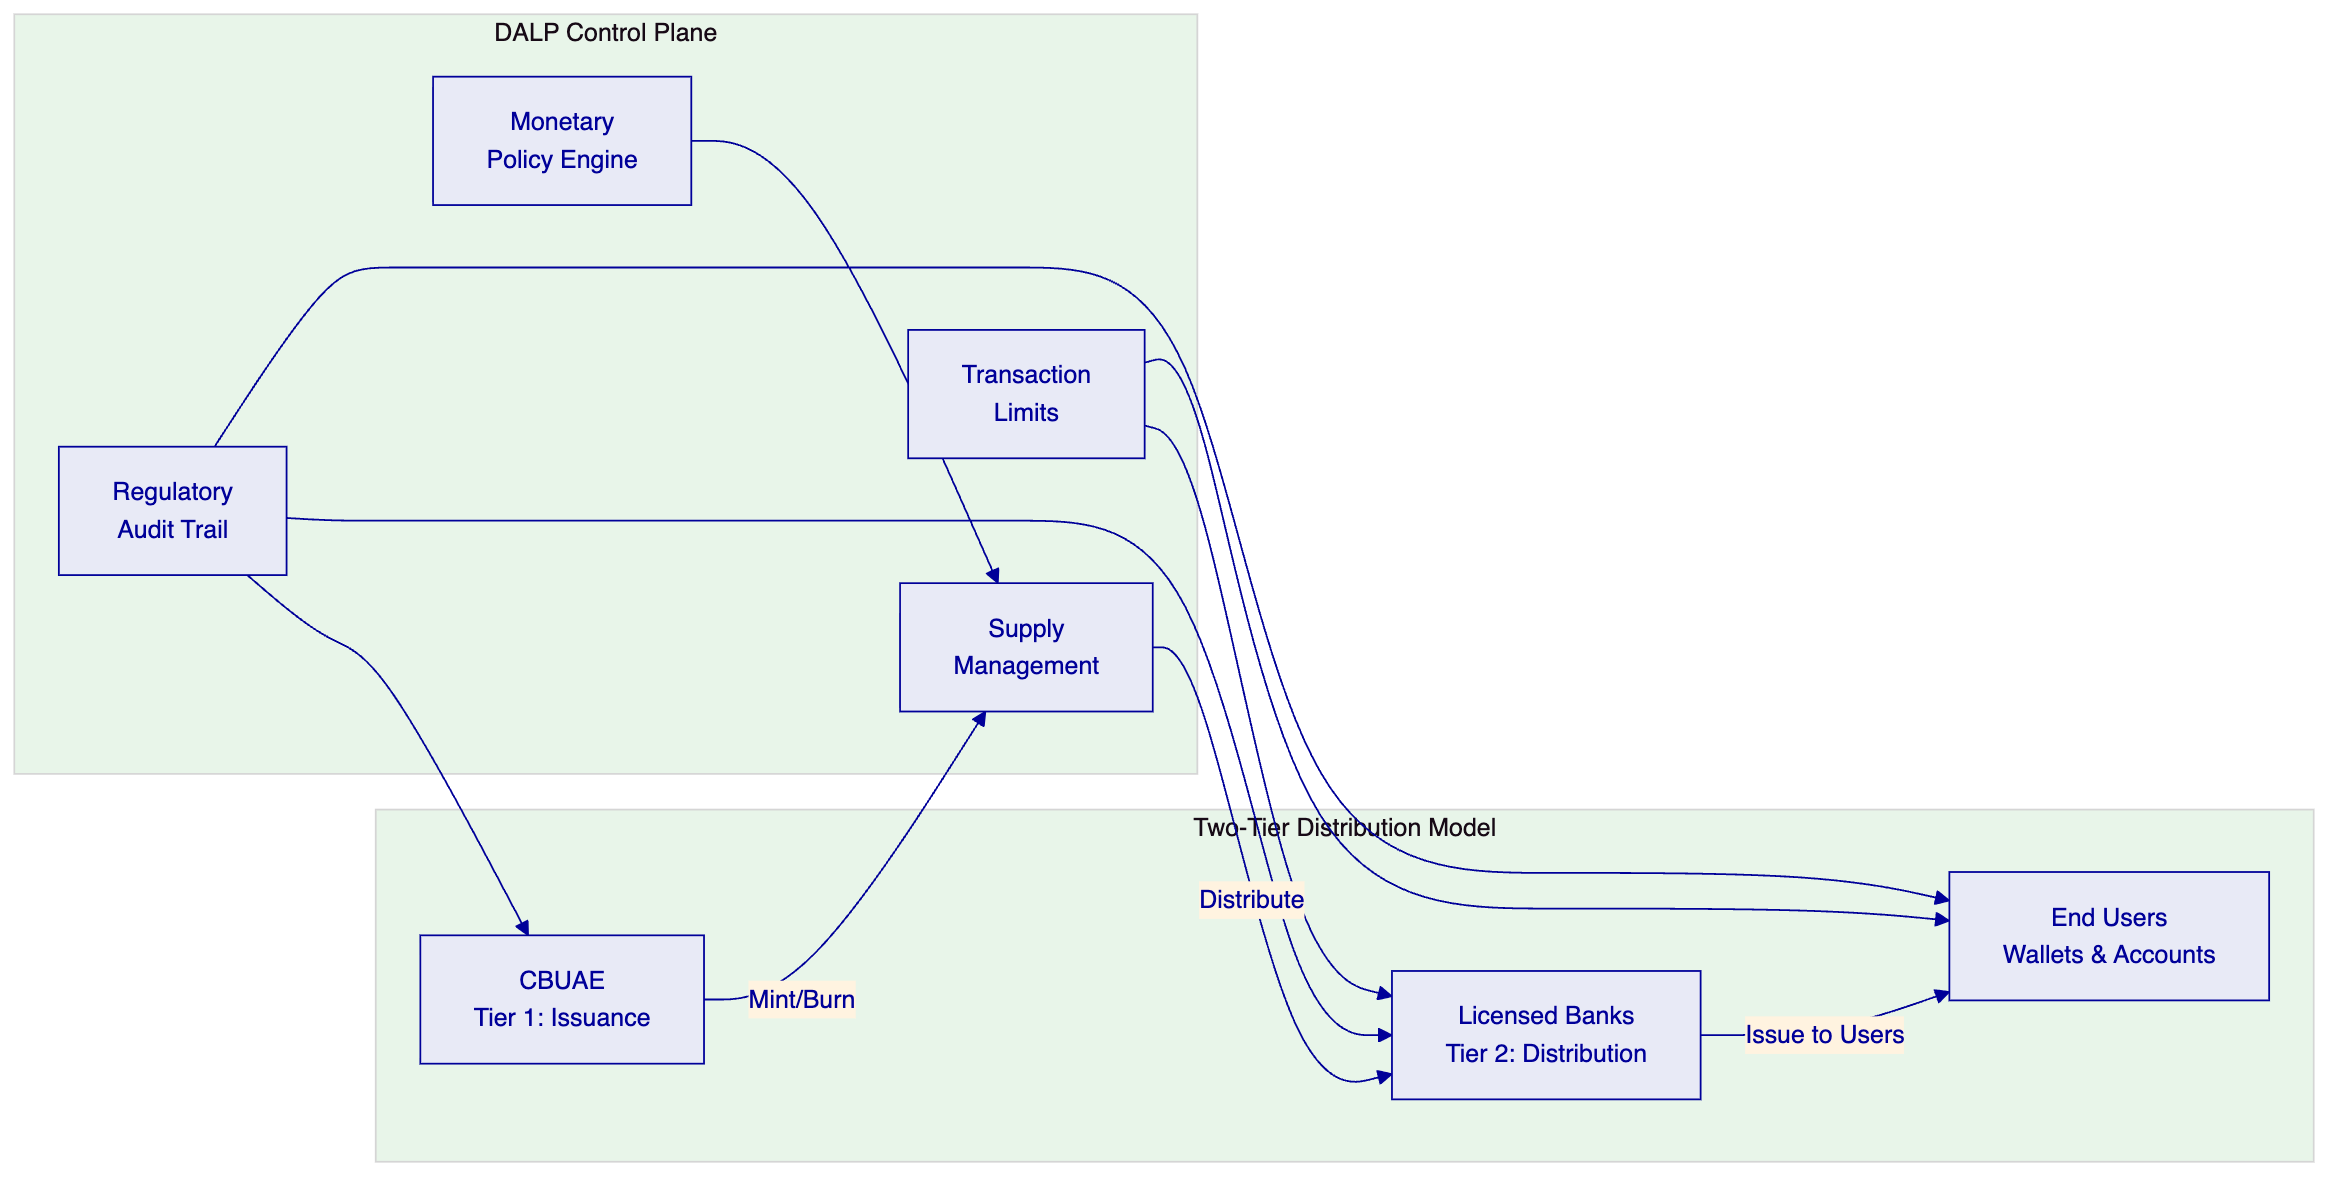 DALP Control Plane
Monetary
Policy Engine
Transaction
Limits
Regulatory
Audit Trail
Supply
Management
Two-Tier Distribution Model
Distribute
CBUAE
Tier 1: Issuance
Mint/Burn
Licensed Banks
Tier 2: Distribution
Issue to Users
End Users
Wallets & Accounts